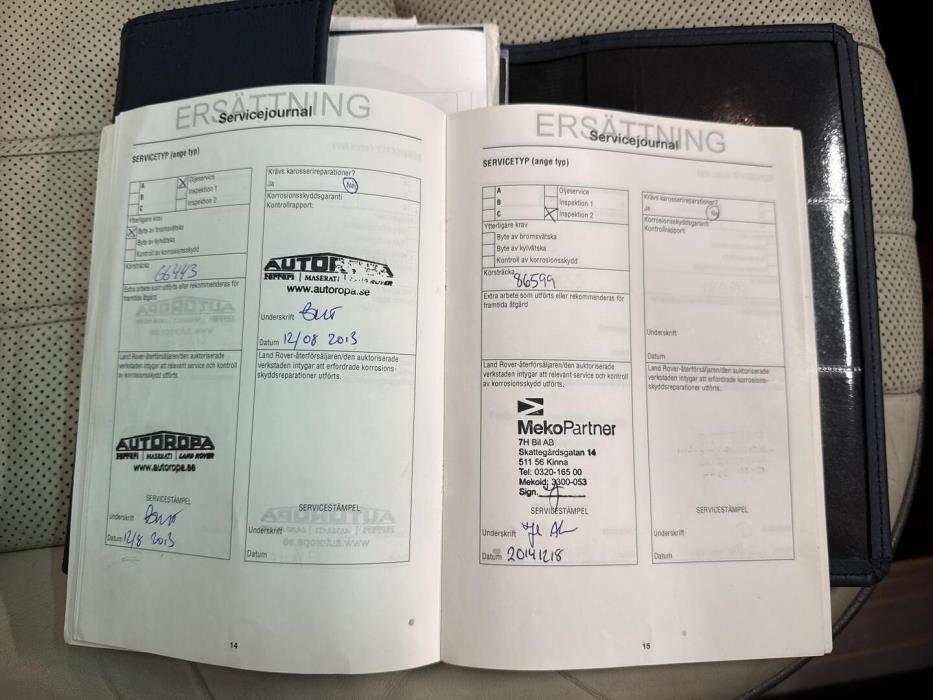 ERSÄTTNING
Servicejournal
SERVICETYP (ange typ)
A
B
C
Oljeservice
Inspektion 1
Inspektion 2
Ytterligare krav
Byte av bromsvätska
Byte av kylvätska
Kontroll av korrosionsskydd
Körsträcka
66443
Extra arbete som utförts eller rekommenderas för
framtida åtgärd
Land Rover-återförsäljaren/den auktoriserade
verkstaden intygar att relevant service och kontroll
av korrosionsskydd utförts.
AUTOROPA
FERRARI | MASERATI | LAND ROVER
www.autoropa.se
SERVICESTÄMPEL
Underskrift
Datum 12/8 2013
Krävs karosserireparationer?
Ja
Nej
Korrosionsskyddsgaranti
Kontrollrapport:
AUTOROPA
FERRARI | MASERATI | LAND ROVER
www.autoropa.se
Underskrift
Datum 12/08 2013
Land Rover-återförsäljaren/den auktoriserade
verkstaden intygar att erfordrade korrosions-
skyddsreparationer utförts.
SERVICESTÄMPEL
Underskrift
Datum
14
ERSÄTTNING
Servicejournal
SERVICETYP (ange typ)
A
B
C
Oljeservice
Inspektion 1
Inspektion 2
Ytterligare krav
Byte av bromsvätska
Byte av kylvätska
Kontroll av korrosionsskydd
Körsträcka
86599
Extra arbete som utförts eller rekommenderas för
framtida åtgärd
Land Rover-återförsäljaren/den auktoriserade
verkstaden intygar att relevant service och kontroll
av korrosionsskydd utförts.
MekoPartner
7H Bil AB
Skattegårdsgatan 14
511 56 Kinna
Tel: 0320-165 00
Mekoid: 3300-053
Sign:
SERVICESTÄMPEL
Underskrift
Datum 20141218
Krävs karosserireparationer?
Ja
Nej
Korrosionsskyddsgaranti
Kontrollrapport:
Underskrift
Datum
Land Rover-återförsäljaren/den auktoriserade
verkstaden intygar att erfordrade korrosions-
skyddsreparationer utförts.
SERVICESTÄMPEL
Underskrift
Datum
15